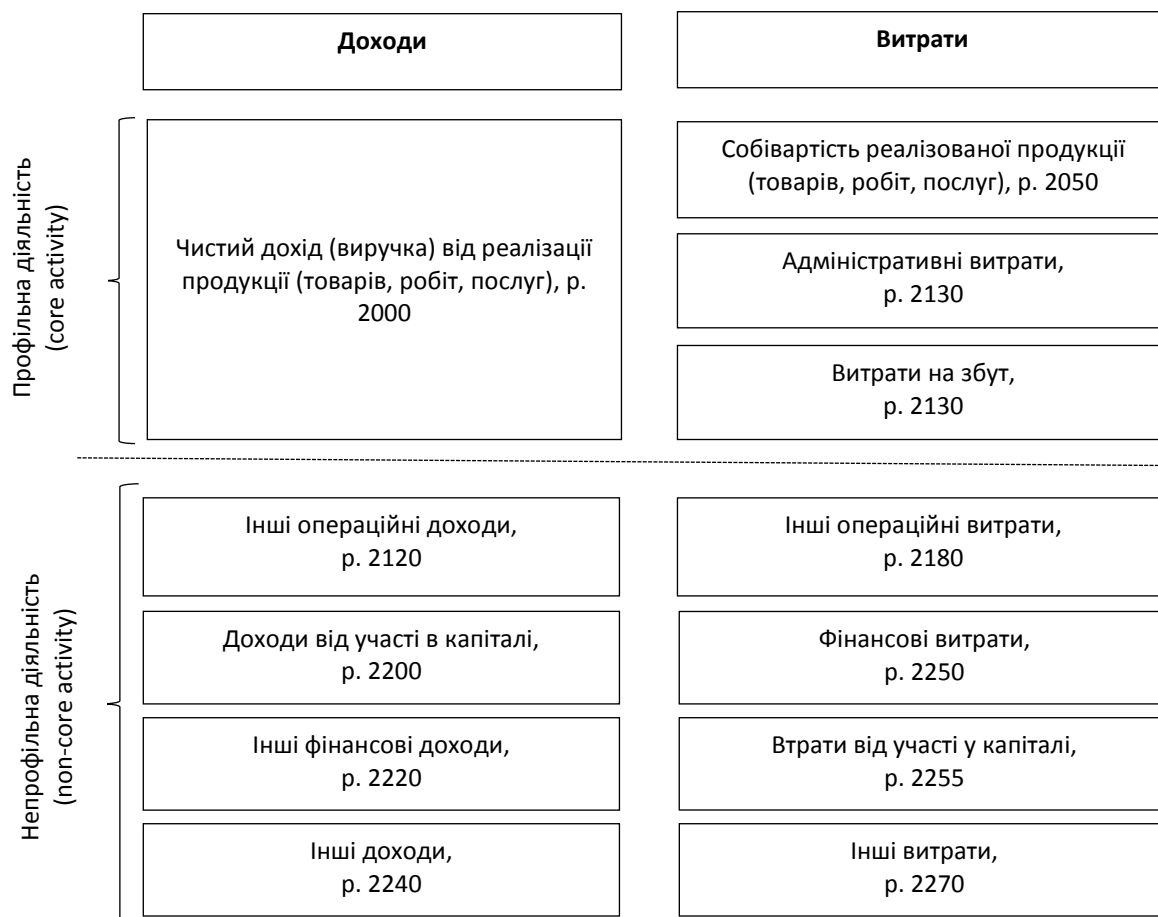 Доходи
Витрати
Профільна діяльність
(core activity)
Чистий дохід (виручка) від реалізації
продукції (товарів, робіт, послуг), р.
2000
Собівартість реалізованої продукції
(товарів, робіт, послуг), р. 2050
Адміністративні витрати,
р. 2130
Витрати на збут,
р. 2130
Непрофільна діяльність
(non-core activity)
Інші операційні доходи,
р. 2120
Інші операційні витрати,
р. 2180
Доходи від участі в капіталі,
р. 2200
Фінансові витрати,
р. 2250
Інші фінансові доходи,
р. 2220
Втрати від участі у капіталі,
р. 2255
Інші доходи,
р. 2240
Інші витрати,
р. 2270